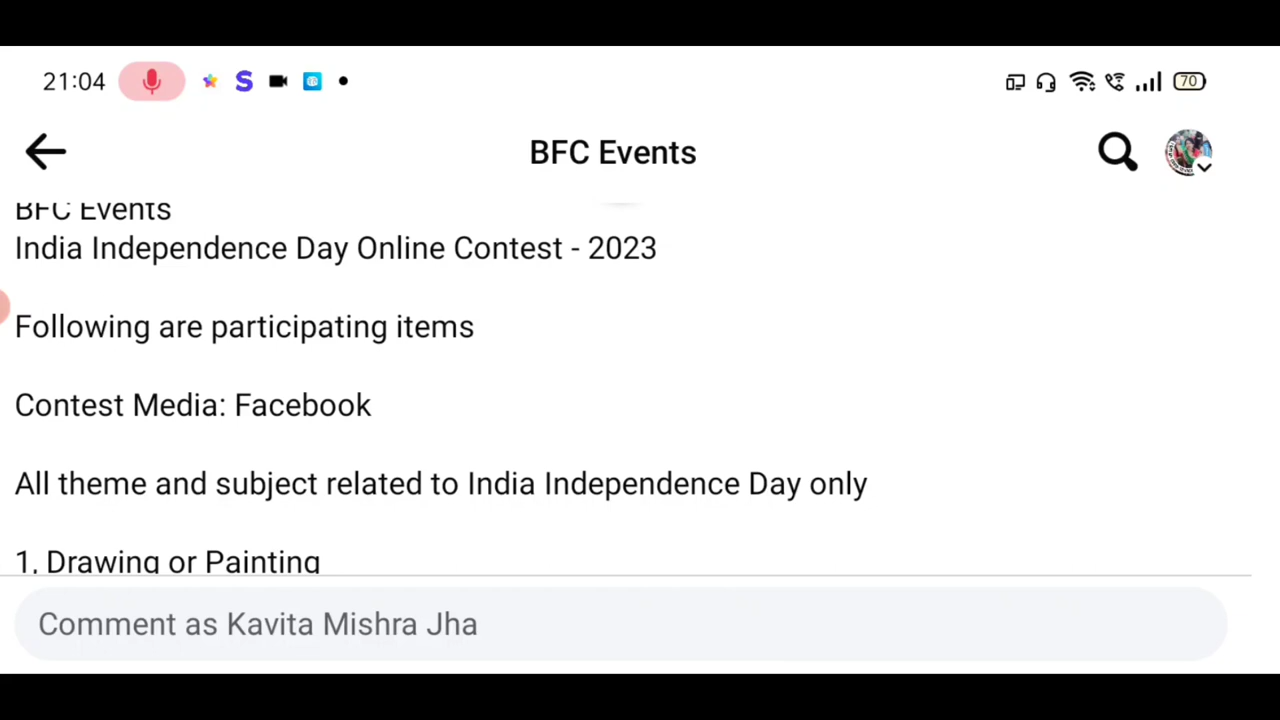 21:04
S
70
BFC Events
BFC Events
India Independence Day Online Contest - 2023
Following are participating items
Contest Media: Facebook
All theme and subject related to India Independence Day only
1. Drawing or Painting
Comment as Kavita Mishra Jha